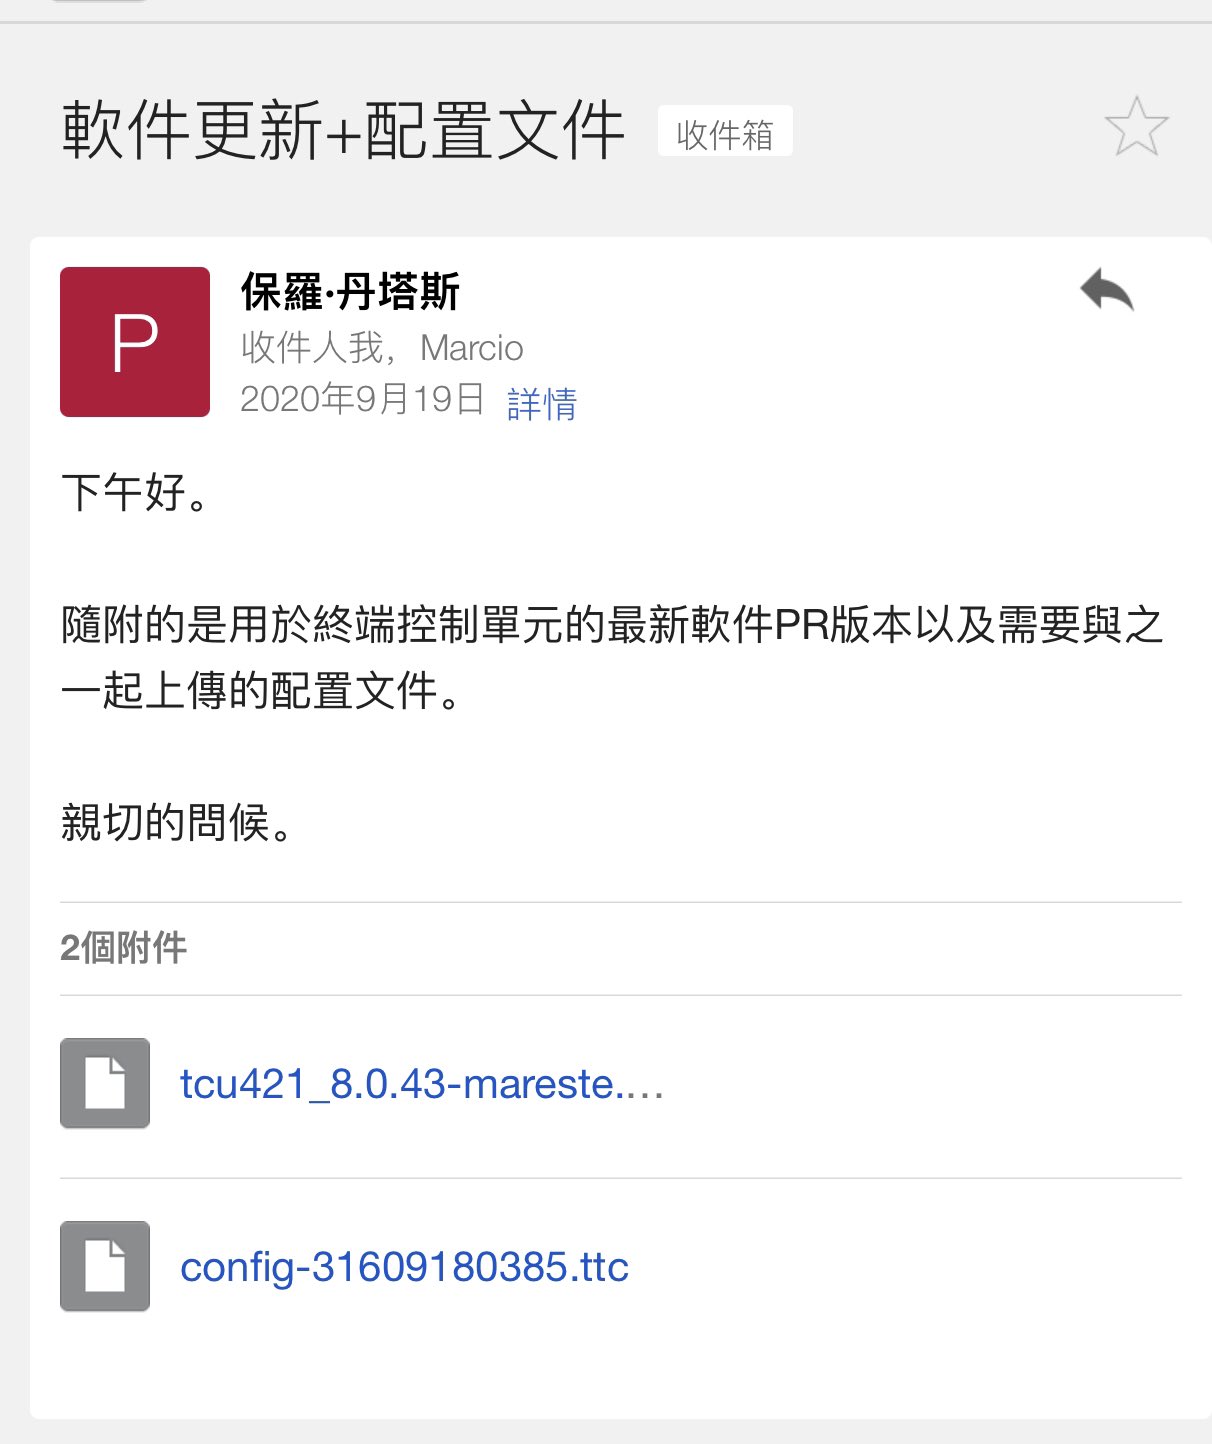 軟件更新+配置文件 收件箱
P
保羅·丹塔斯
收件人我，Marcio
2020年9月19日 詳情
下午好。
隨附的是用於終端控制單元的最新軟件PR版本以及需要與之
一起上傳的配置文件。
親切的問候。
2個附件
tcu421_8.0.43-mareste.…
config-31609180385.ttc